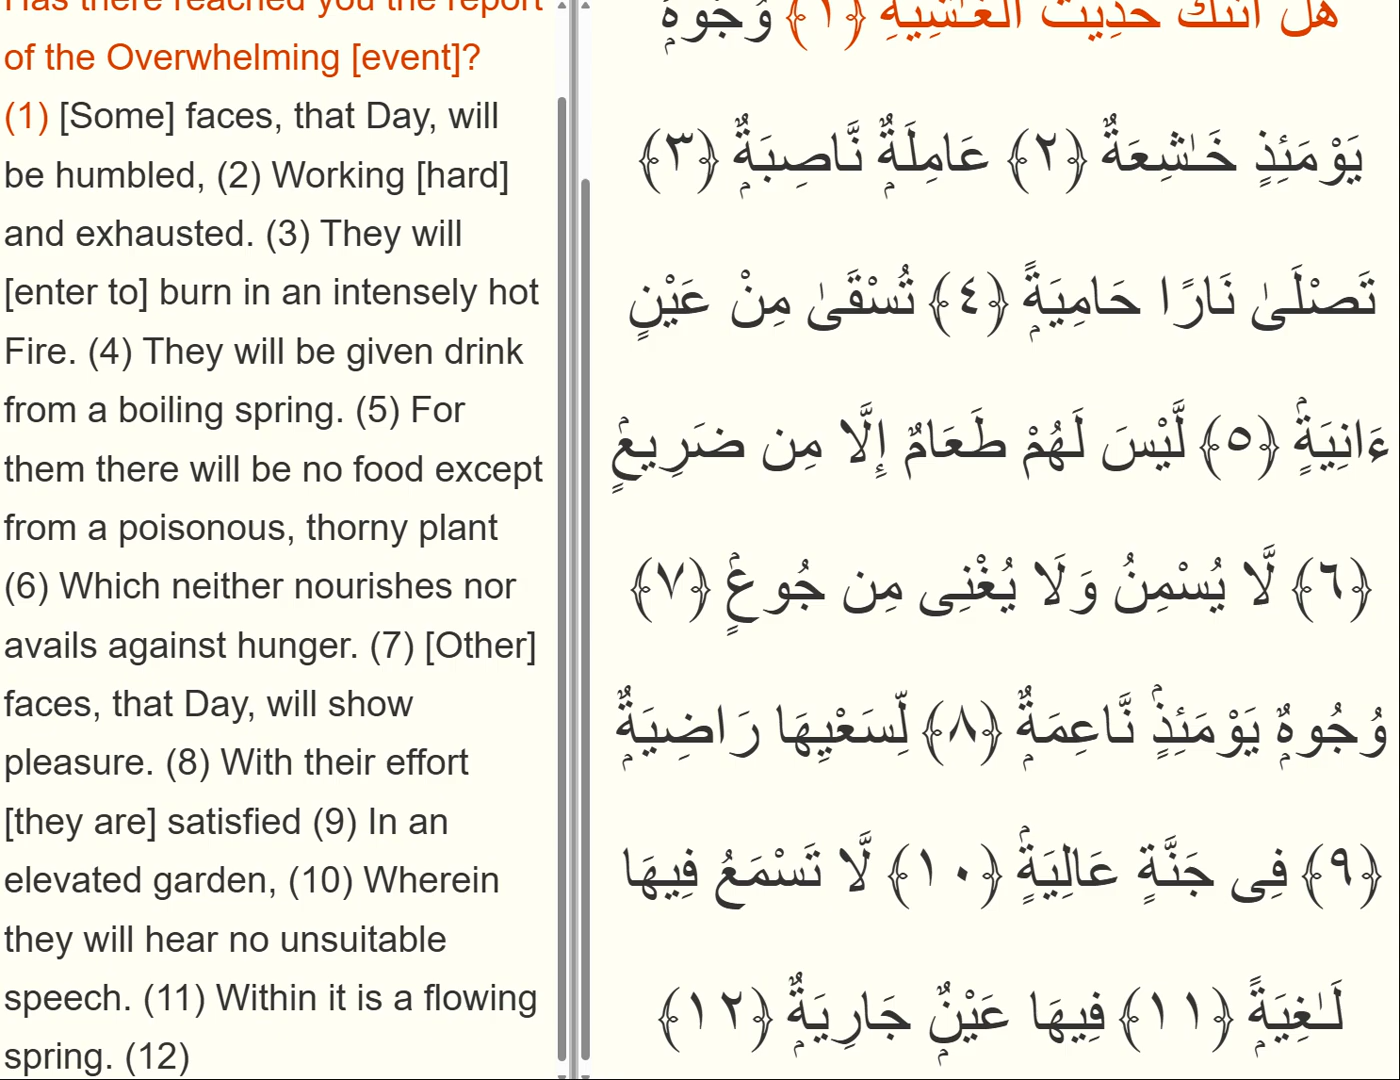 Has there reached you the report
of the Overwhelming [event]?
(1) [Some] faces, that Day, will
be humbled, (2) Working [hard]
and exhausted. (3) They will
[enter to] burn in an intensely hot
Fire. (4) They will be given drink
from a boiling spring. (5) For
them there will be no food except
from a poisonous, thorny plant
(6) Which neither nourishes nor
avails against hunger. (7) [Other]
faces, that Day, will show
pleasure. (8) With their effort
[they are] satisfied (9) In an
elevated garden, (10) Wherein
they will hear no unsuitable
speech. (11) Within it is a flowing
spring. (12)
هَلْ أَتَىٰكَ حَدِيثُ ٱلْغَـٰشِيَةِ ﴿١﴾ وُجُوهٌۭ
يَوْمَئِذٍ خَـٰشِعَةٌ ﴿٢﴾ عَامِلَةٌۭ نَّاصِبَةٌۭ ﴿٣﴾
تَصْلَىٰ نَارًا حَامِيَةًۭ ﴿٤﴾ تُسْقَىٰ مِنْ عَيْنٍ
ءَانِيَةٍۢ ﴿٥﴾ لَّيْسَ لَهُمْ طَعَامٌ إِلَّا مِن ضَرِيعٍۢ
﴿٦﴾ لَّا يُسْمِنُ وَلَا يُغْنِى مِن جُوعٍۢ ﴿٧﴾
وُجُوهٌۭ يَوْمَئِذٍۢ نَّاعِمَةٌۭ ﴿٨﴾ لِّسَعْيِهَا رَاضِيَةٌۭ
﴿٩﴾ فِى جَنَّةٍ عَالِيَةٍۢ ﴿١٠﴾ لَّا تَسْمَعُ فِيهَا
لَـٰغِيَةًۭ ﴿١١﴾ فِيهَا عَيْنٌۭ جَارِيَةٌۭ ﴿١٢﴾